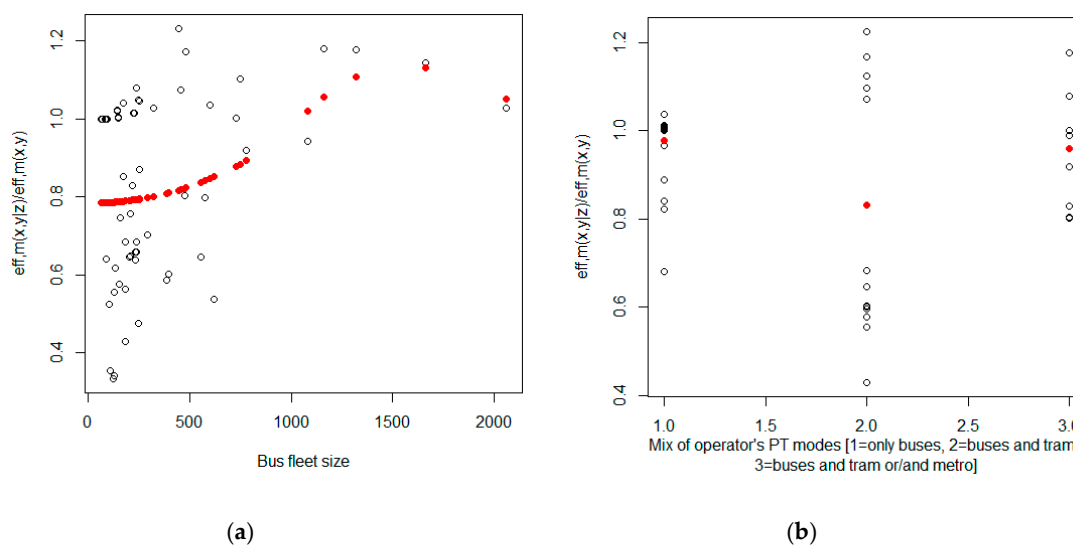 eff,m(x,y|z)/eff,m(x,y)
1.2
1.0
0.8
0.6
0.4
0 500 1000 1500 2000
Bus fleet size
(a)
eff,m(x,y|z)/eff,m(x,y)
1.2
1.0
0.8
0.6
0.4
1.0 1.5 2.0 2.5 3.0
Mix of operator's PT modes [1=only buses, 2=buses and tram
3=buses and tram or/and metro]
(b)